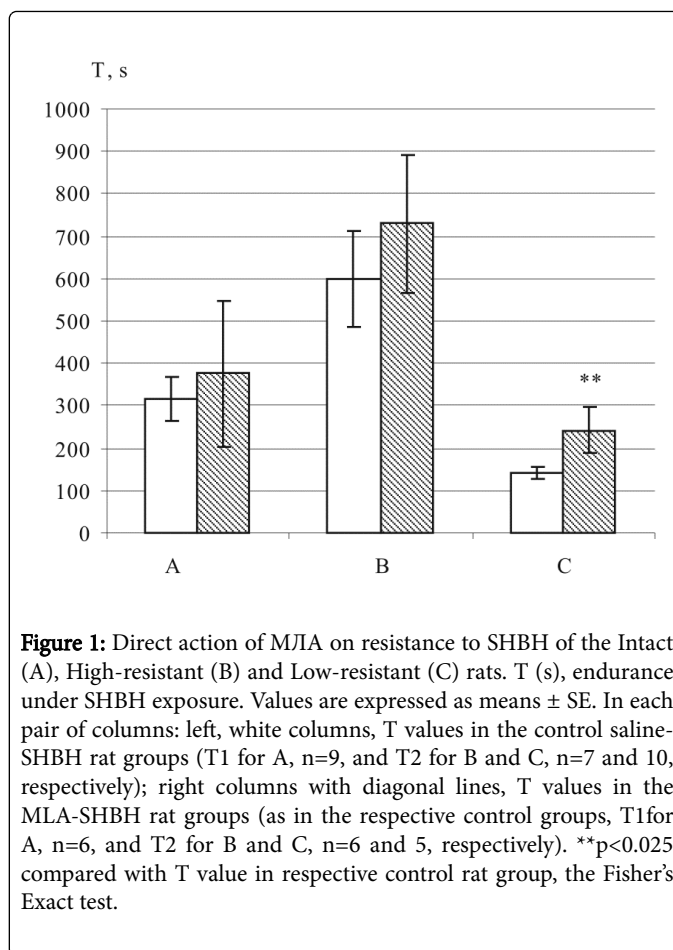 T, s
1000
900
800
700
600
500
400
300
200
100
0
**
A B C
Figure 1: Direct action of МЛА on resistance to SHBH of the Intact
(A), High-resistant (B) and Low-resistant (C) rats. T (s), endurance
under SHBH exposure. Values are expressed as means ± SE. In each
pair of columns: left, white columns, T values in the control saline-
SHBH rat groups (T1 for A, n=9, and T2 for B and C, n=7 and 10,
respectively); right columns with diagonal lines, T values in the
MLA-SHBH rat groups (as in the respective control groups, T1for
A, n=6, and T2 for B and C, n=6 and 5, respectively). **p<0.025
compared with T value in respective control rat group, the Fisher's
Exact test.